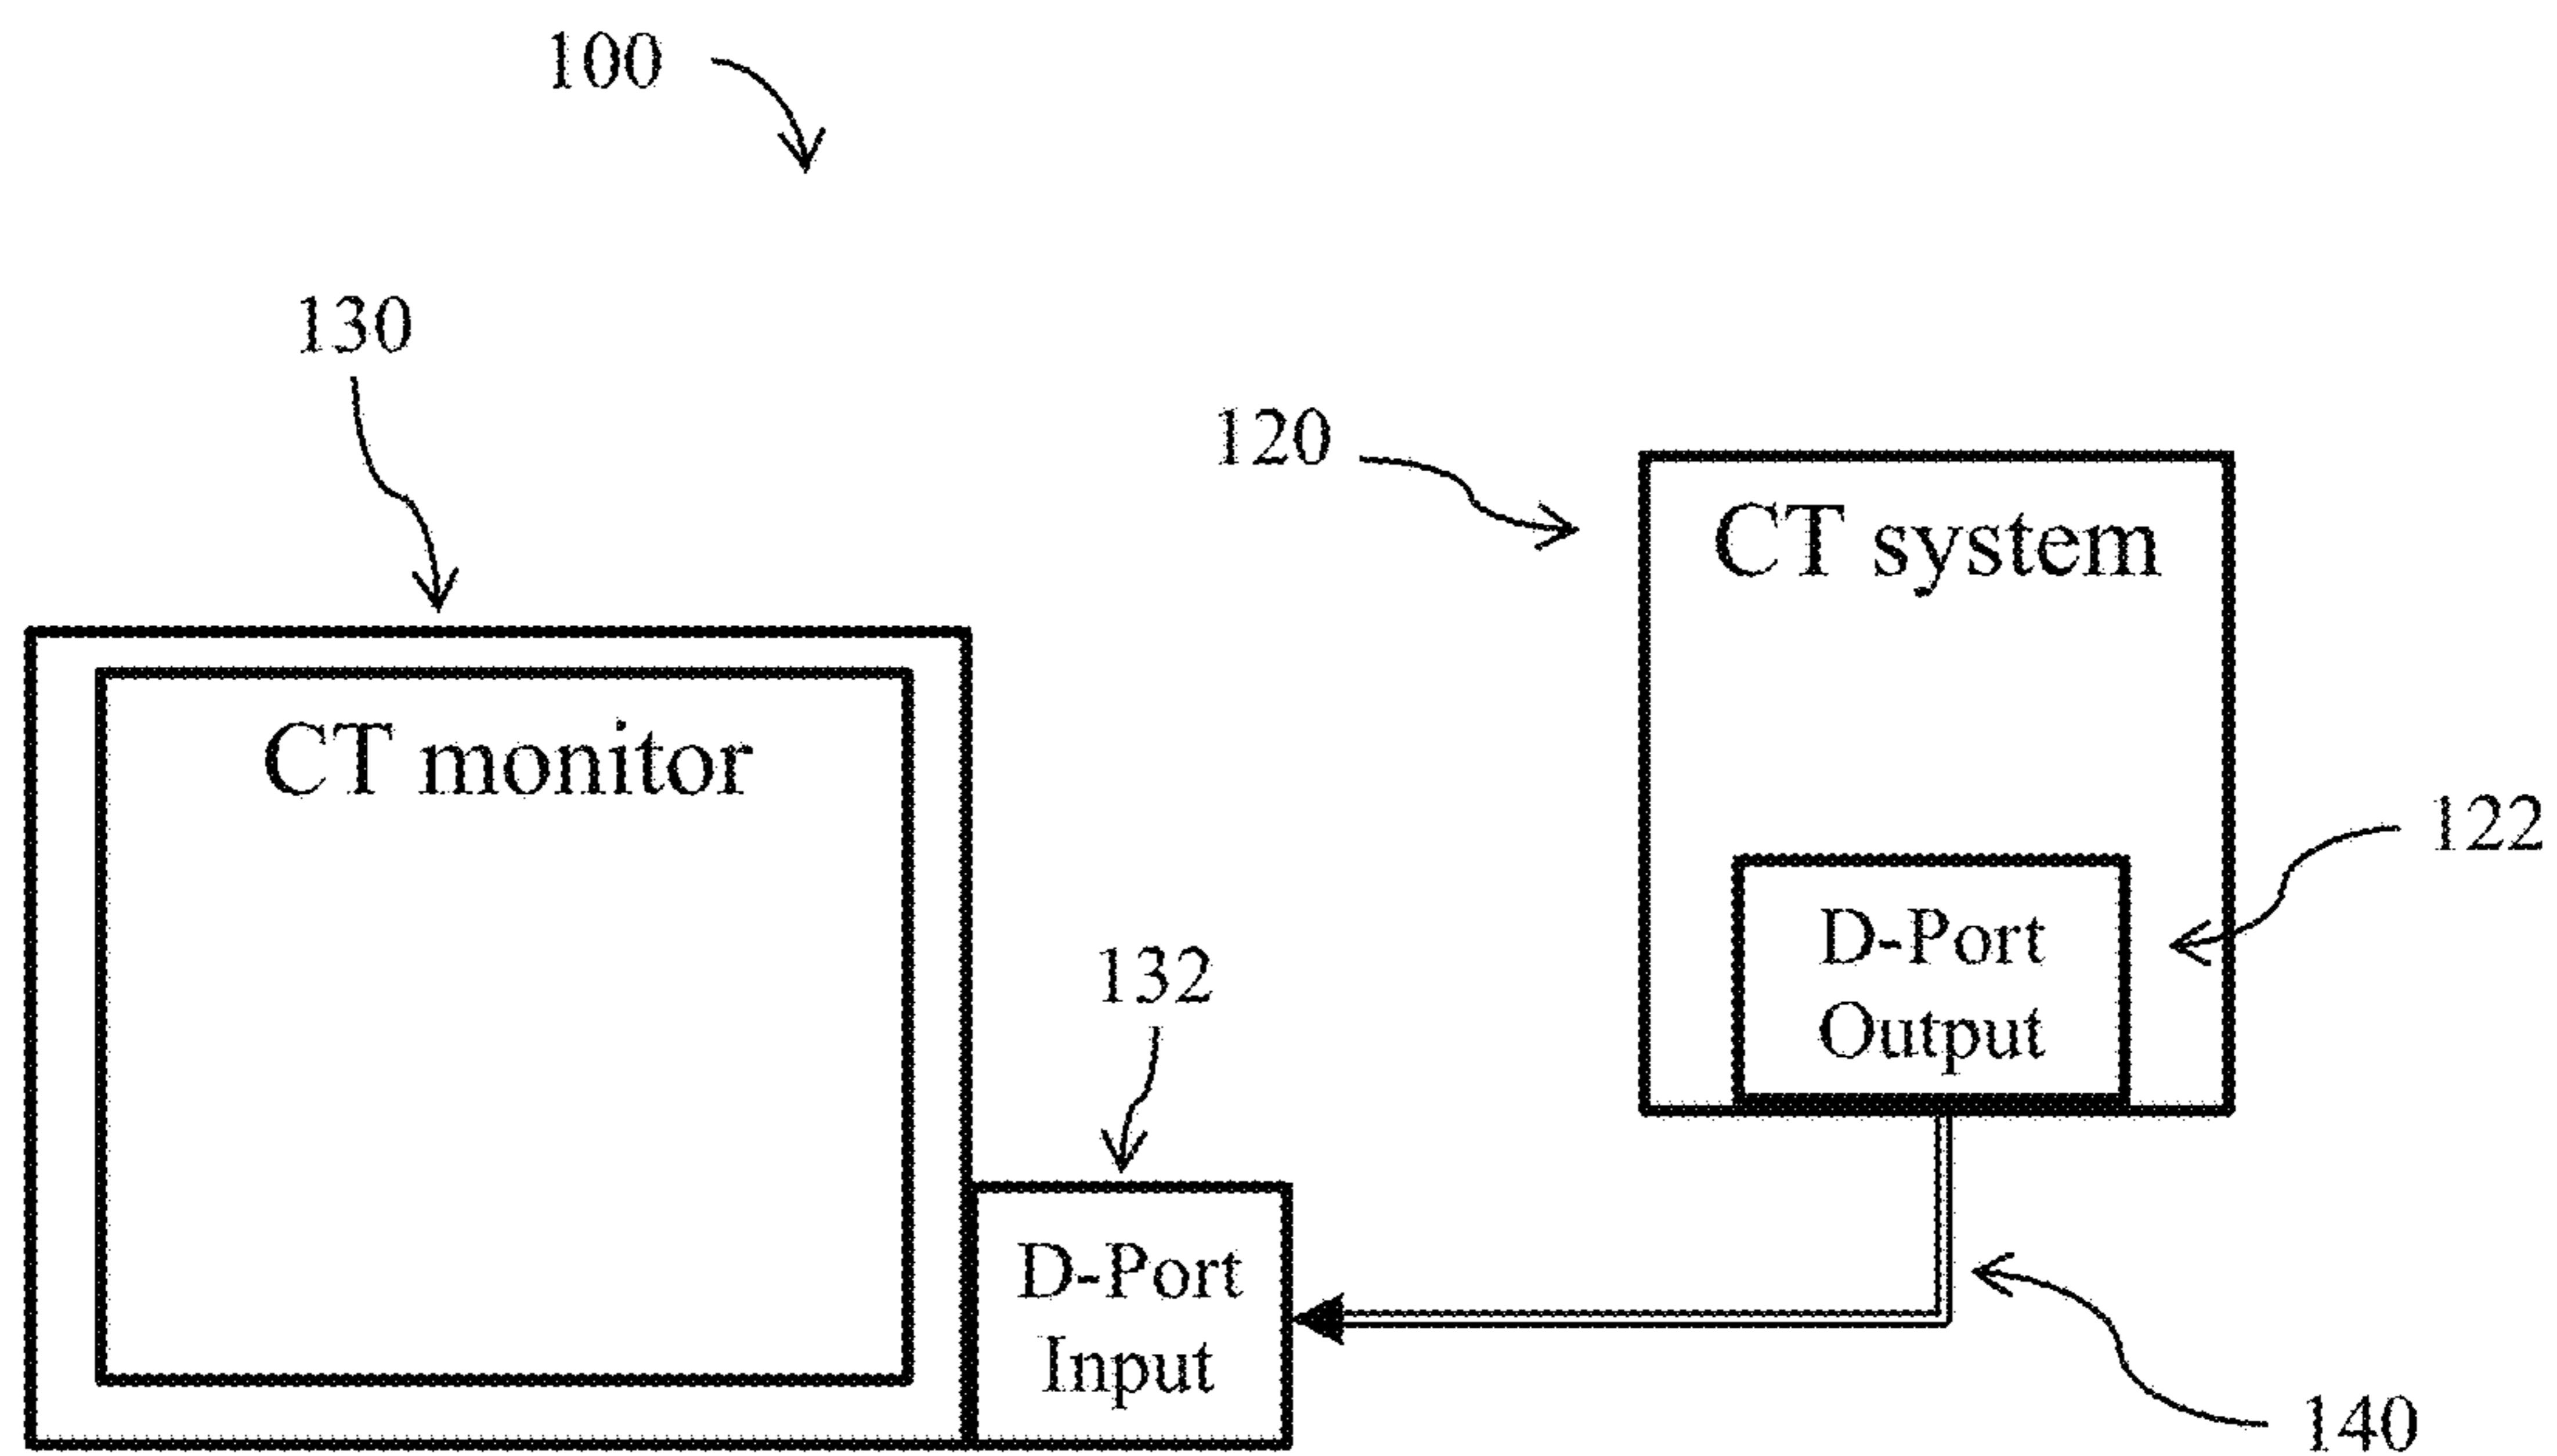 100
130
120
CT system
CT monitor
122
D-Port
Output
132
D-Port
Input
140